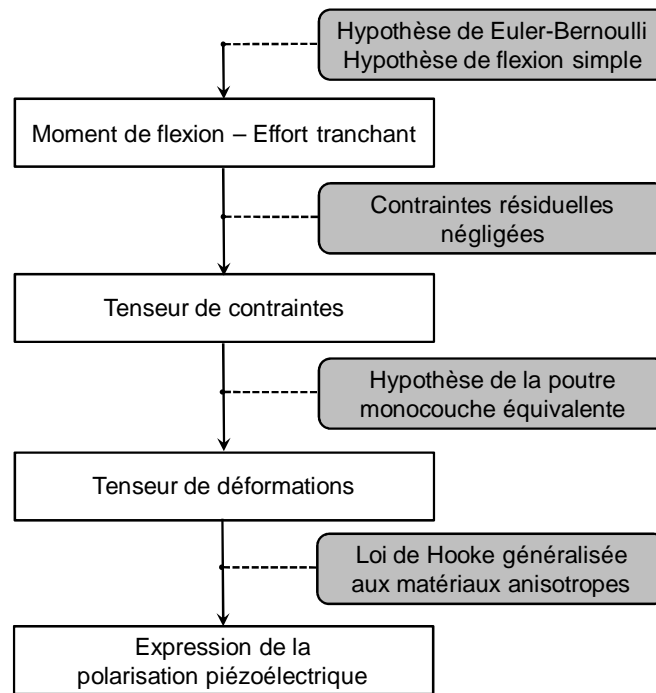 Hypothèse de Euler-Bernoulli
Hypothèse de flexion simple
Moment de flexion – Effort tranchant
Contraintes résiduelles
négligées
Tenseur de contraintes
Hypothèse de la poutre
monocouche équivalente
Tenseur de déformations
Loi de Hooke généralisée
aux matériaux anisotropes
Expression de la
polarisation piézoélectrique